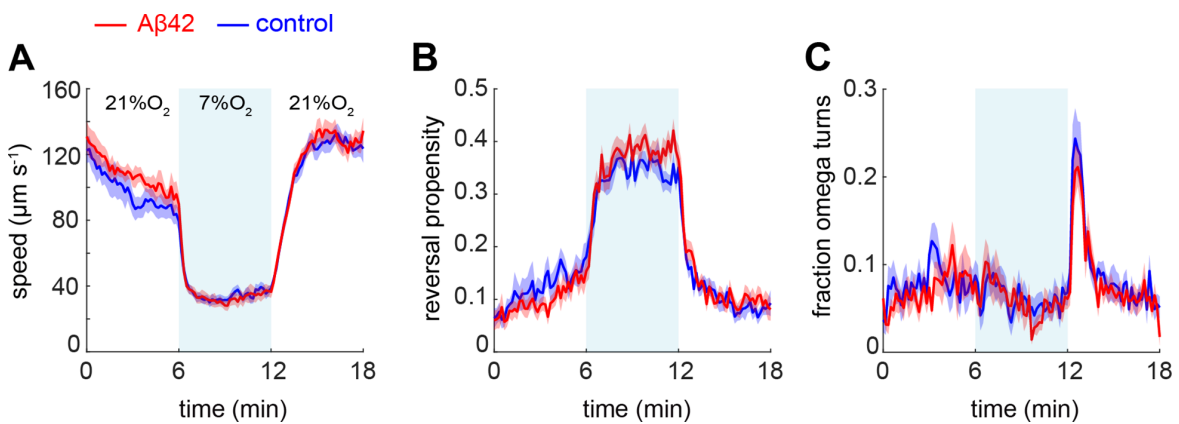 Aβ42 control
A
160
120
80
40
0
speed (μm s⁻¹)
21%O₂ 7%O₂ 21%O₂
0 6 12 18
time (min)
B
0.5
0.4
0.3
0.2
0.1
0
reversal propensity
0 6 12 18
time (min)
C
0.3
0.2
0.1
0
fraction omega turns
0 6 12 18
time (min)